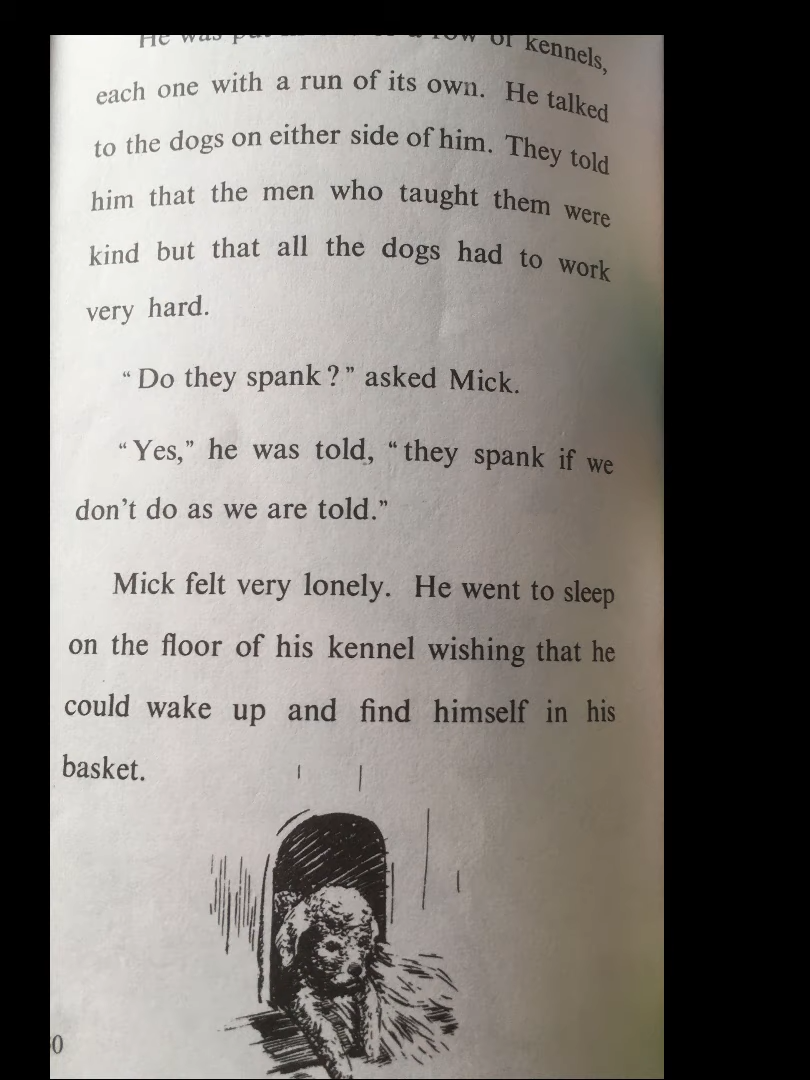 He was of kennels,
each one with a run of its own. He talked
to the dogs on either side of him. They told
him that the men who taught them were
kind but that all the dogs had to work
very hard.
“Do they spank?” asked Mick.
“Yes,” he was told, “they spank if we
don’t do as we are told.”
Mick felt very lonely. He went to sleep
on the floor of his kennel wishing that he
could wake up and find himself in his
basket.